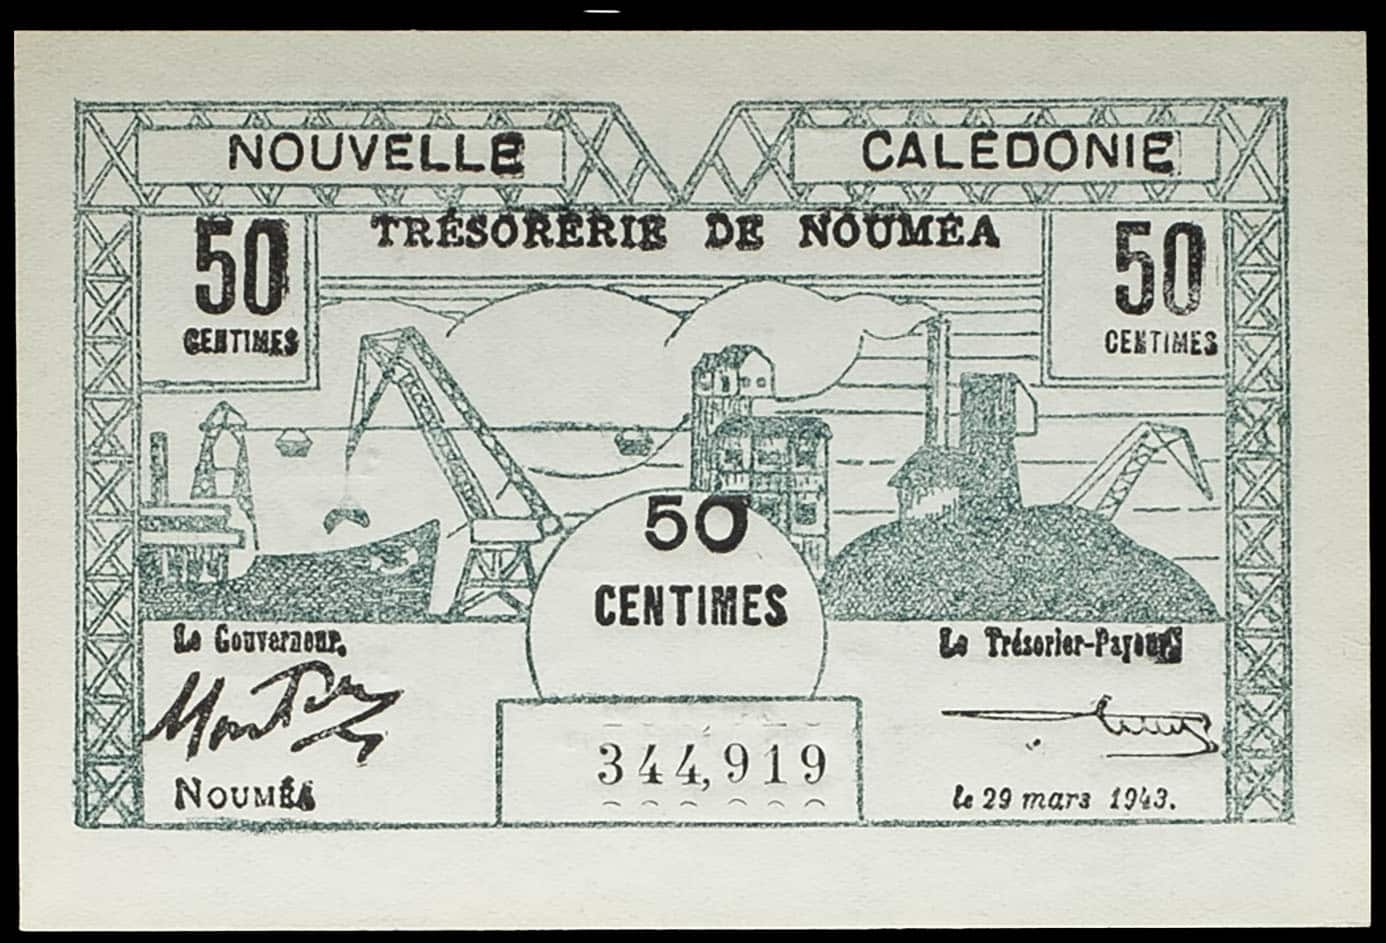 NOUVELLE CALÉDONIE
TRÉSORERIE DE NOUMÉA
50
CENTIMES
50
CENTIMES
50
CENTIMES
Le Gouverneur,
Le Trésorier-Payeur
344,919
NOUMÉA
le 29 mars 1943.